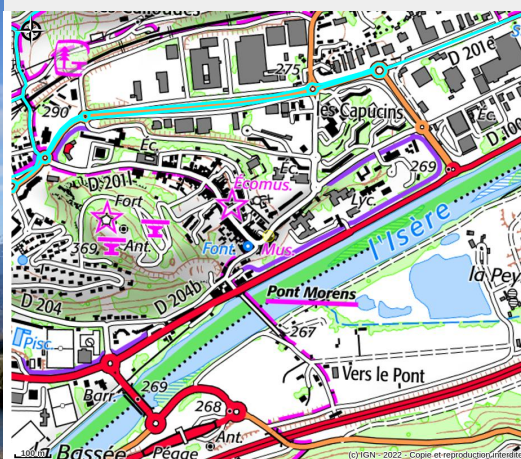 275
D 201e
290
les Capucins
Ec.
Ec.
Ec.
D 201i
Écomus.
269
Fort
Lyc.
369
Ant.
Font.
Mus.
l'Isère
la Pey
D 204
D 204b
Pont Morens
267
Pisc.
Vers le Pont
Barr.
269
268
Ant.
Bassée
Péage
100 m
(c) IGN - 2022 - Copie et reproduction interdite